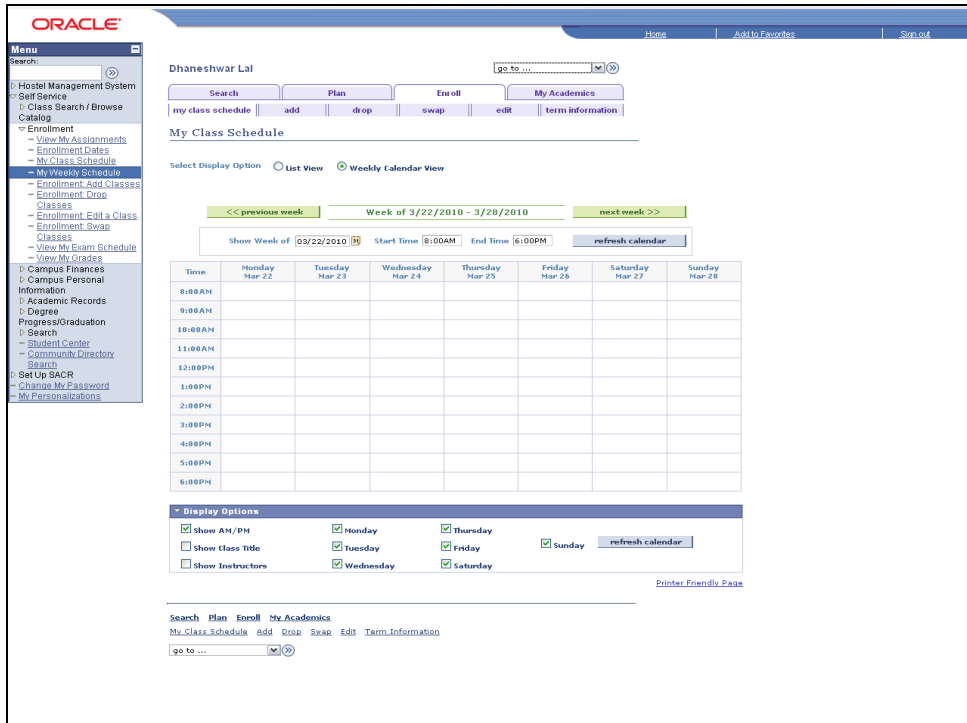 ORACLE'
Home
Add to Favorites
Sign out
Menu
Search:
Hostel Management System
Self Service
Class Search / Browse
Catalog
Enrollment
View My Assignments
Enrollment Dates
My Class Schedule
My Weekly Schedule
Enrollment: Add Classes
Enrollment: Drop
Classes
Enrollment: Edit a Class
Enrollment: Swap
Classes
View My Exam Schedule
View My Grades
Campus Finances
Campus Personal
Information
Academic Records
Degree
Progress/Graduation
Search
Student Center
Community Directory
Search
Set Up SACR
Change My Password
My Personalizations
Dhaneshwar Lal
go to ...
Search Plan Enroll My Academics
my class schedule add drop swap edit term information
My Class Schedule
Select Display Option List View Weekly Calendar View
<< previous week Week of 3/22/2010 - 3/28/2010 next week >>
Show Week of 03/22/2010 31 Start Time 8:00AM End Time 6:00PM refresh calendar
Time Monday Tuesday Wednesday Thursday Friday Saturday Sunday
Mar 22 Mar 23 Mar 24 Mar 25 Mar 26 Mar 27 Mar 28
8:00AM
9:00AM
10:00AM
11:00AM
12:00PM
1:00PM
2:00PM
3:00PM
4:00PM
5:00PM
6:00PM
Display Options
Show AM/PM Monday Thursday
Show Class Title Tuesday Friday Sunday refresh calendar
Show Instructors Wednesday Saturday
Printer Friendly Page
Search Plan Enroll My Academics
My Class Schedule Add Drop Swap Edit Term Information
go to ...